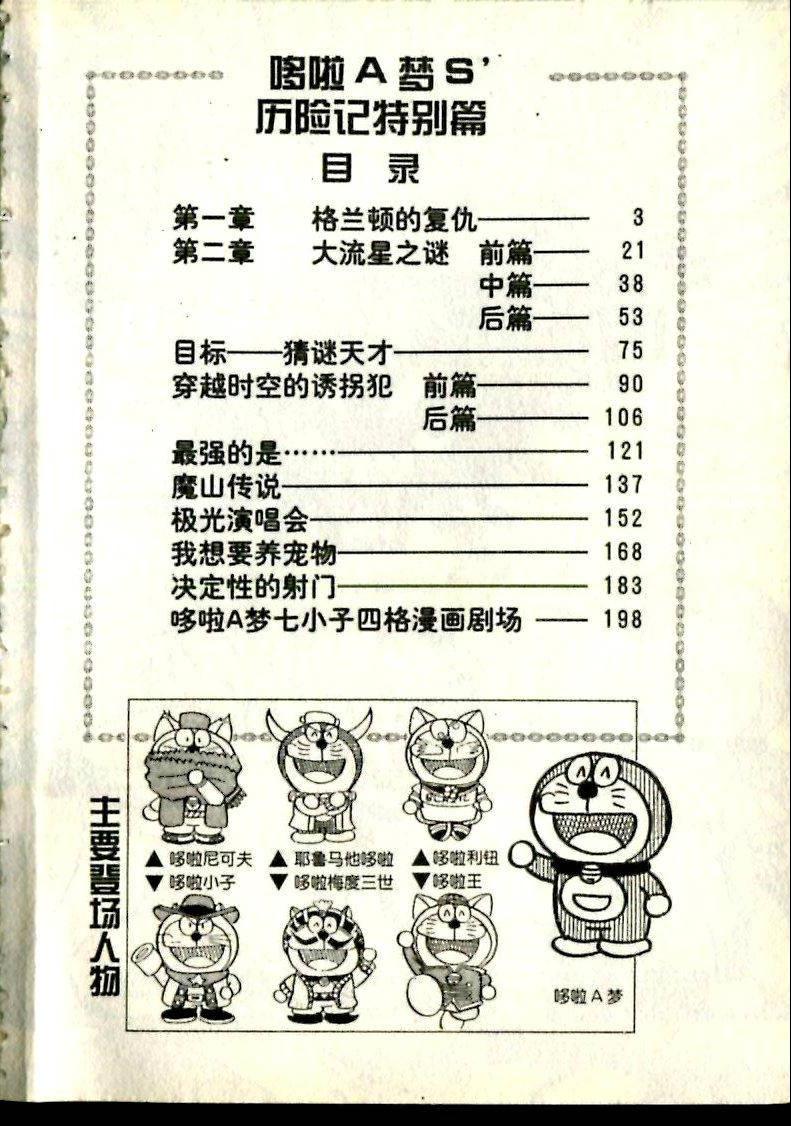 哆啦A梦S'
历险记特别篇
目 录
第一章 格兰顿的复仇—— 3
第二章 大流星之谜 前篇—— 21
中篇—— 38
后篇—— 53
目标——猜谜天才—— 75
穿越时空的诱拐犯 前篇—— 90
后篇—— 106
最强的是……—— 121
魔山传说—— 137
极光演唱会—— 152
我想要养宠物—— 168
决定性的射门—— 183
哆啦A梦七小子四格漫画剧场 —— 198
主要登场人物
▲哆啦尼可夫 ▲耶鲁马他哆啦 ▲哆啦利钮
▼哆啦小子 ▼哆啦梅度三世 ▼哆啦王
哆啦A梦